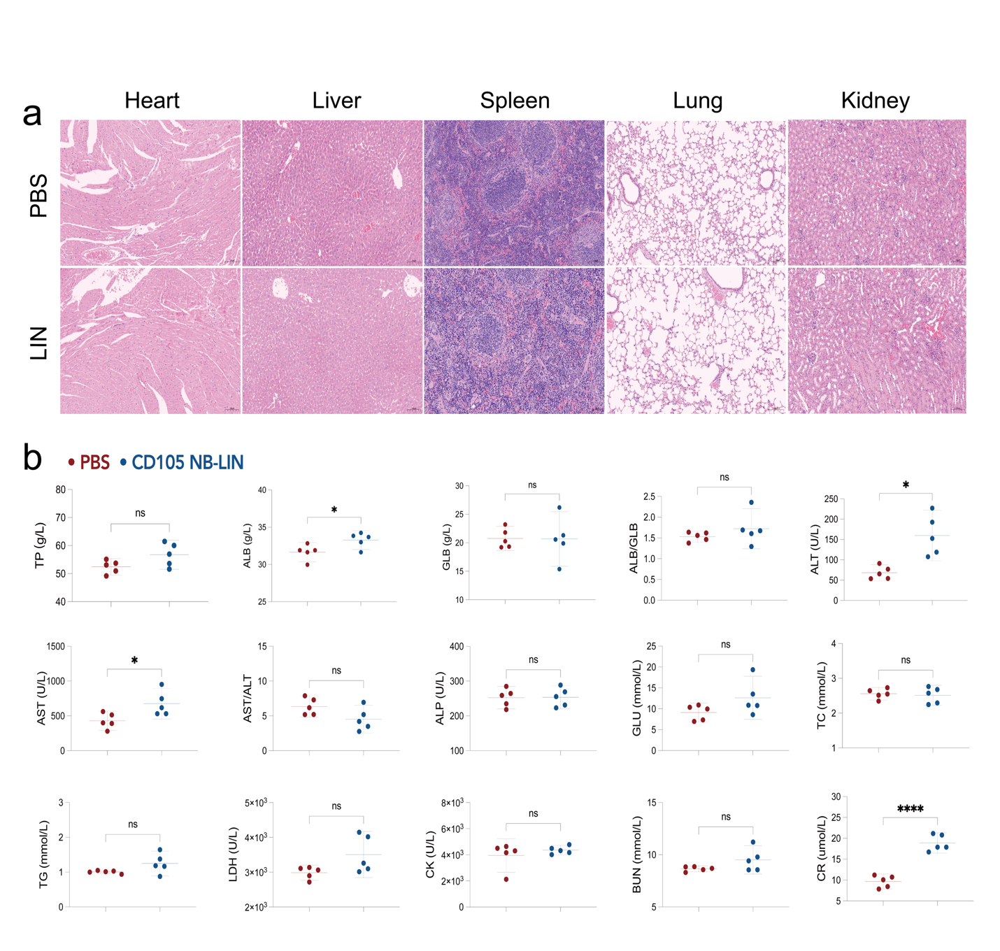 a
Heart Liver Spleen Lung Kidney
PBS
LIN
b
PBS CD105 NB-LIN
TP (g/L)
80
70
60
50
40
ns
ALB (g/L)
40
35
30
25
*
GLB (g/L)
30
25
20
15
10
ns
ALB/GLB
2.5
2.0
1.5
1.0
0.5
0.0
ns
ALT (U/L)
250
200
150
100
50
0
*
AST (U/L)
1500
1000
500
0
*
AST/ALT
15
10
5
0
ns
ALP (U/L)
400
300
200
100
ns
GLU (mmol/L)
25
20
15
10
5
0
ns
TC (mmol/L)
4
3
2
1
ns
TG (mmol/L)
3
2
1
0
ns
LDH (U/L)
5×10³
4×10³
3×10³
2×10³
ns
CK (U/L)
8×10³
6×10³
4×10³
2×10³
0
ns
BUN (mmol/L)
15
10
5
ns
CR (umol/L)
30
25
20
15
10
5
****